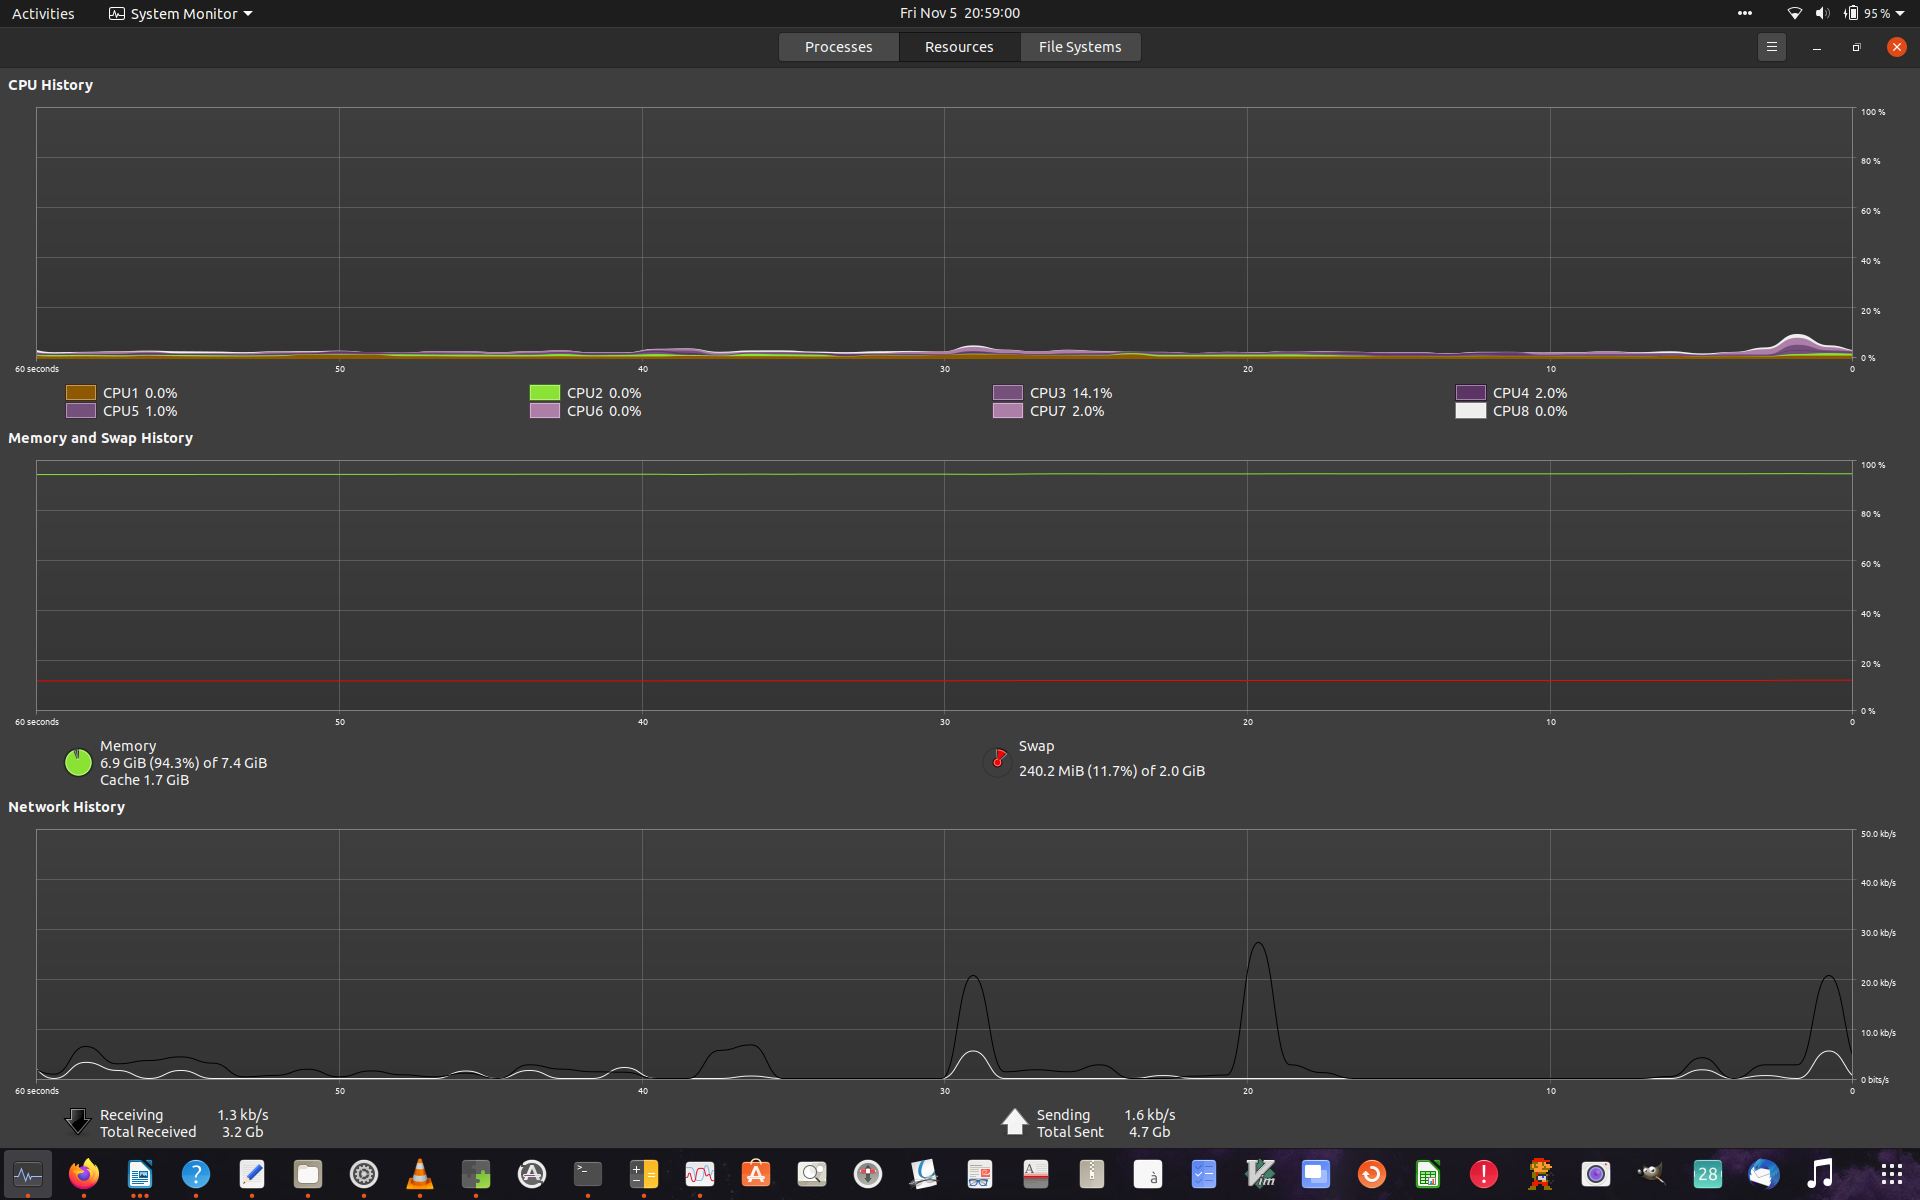 Activities System Monitor Fri Nov 5 20:59:00 95 %
Processes Resources File Systems
CPU History
100 %
80 %
60 %
40 %
20 %
0 %
60 seconds 50 40 30 20 10 0
CPU1 0.0% CPU2 0.0% CPU3 14.1% CPU4 2.0%
CPU5 1.0% CPU6 0.0% CPU7 2.0% CPU8 0.0%
Memory and Swap History
100 %
80 %
60 %
40 %
20 %
0 %
60 seconds 50 40 30 20 10 0
Memory Swap
6.9 GiB (94.3%) of 7.4 GiB 240.2 MiB (11.7%) of 2.0 GiB
Cache 1.7 GiB
Network History
50.0 kb/s
40.0 kb/s
30.0 kb/s
20.0 kb/s
10.0 kb/s
0 bits/s
60 seconds 50 40 30 20 10 0
Receiving 1.3 kb/s Sending 1.6 kb/s
Total Received 3.2 Gb Total Sent 4.7 Gb
? >_ A à Vim ! 28